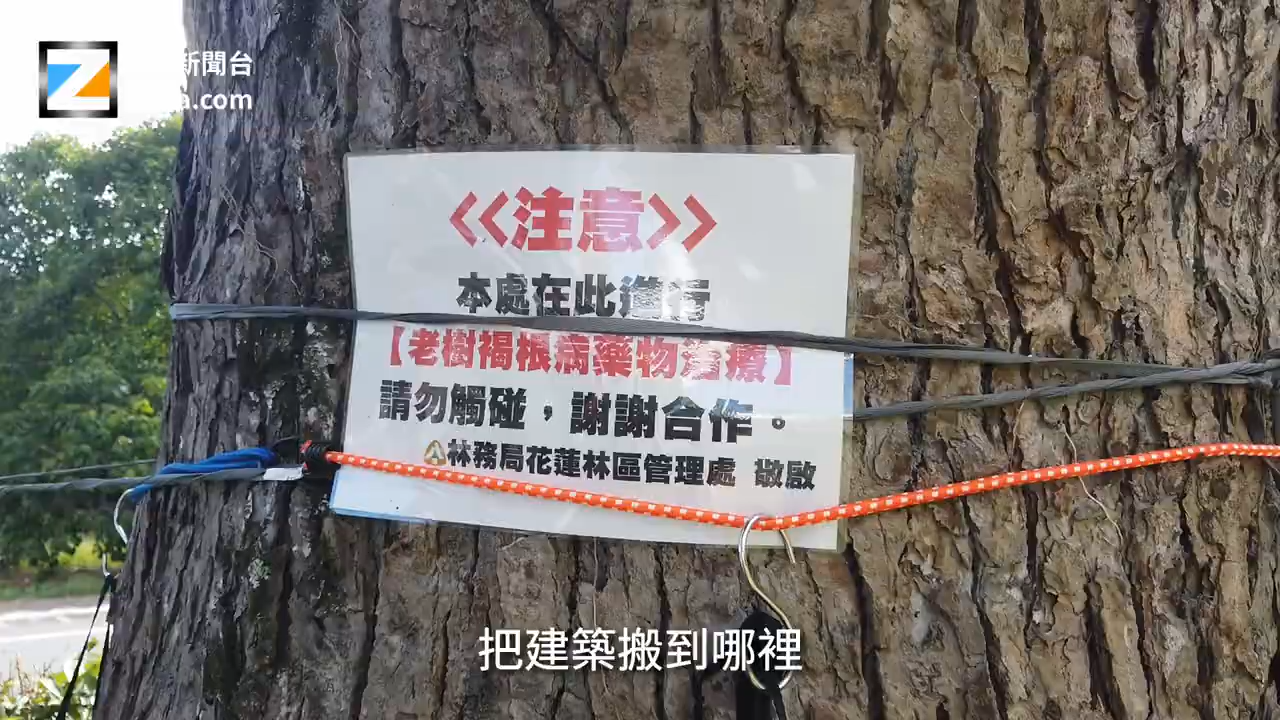 新聞台
a.com
<<注意>>
本處在此進行
【老樹褐根病藥物治療】
請勿觸碰，謝謝合作。
林務局花蓮林區管理處 敬啟
把建築搬到哪裡